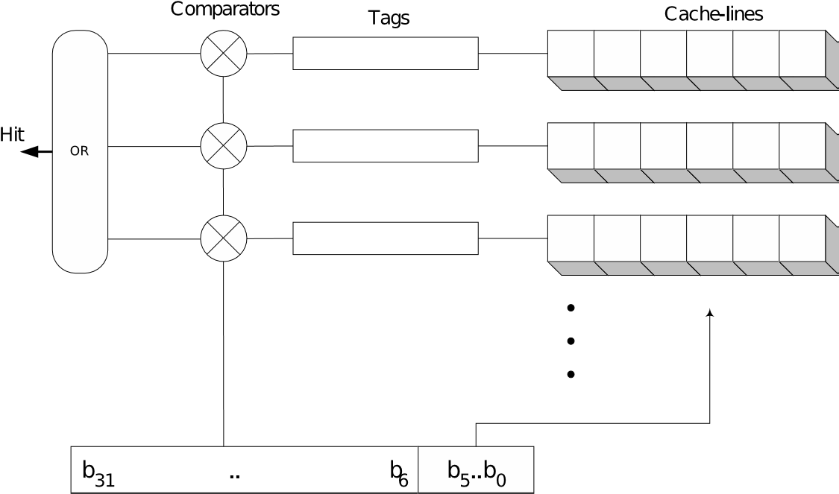 Comparators
Tags
Cache-lines
Hit
OR
b31 .. b6 b5..b0